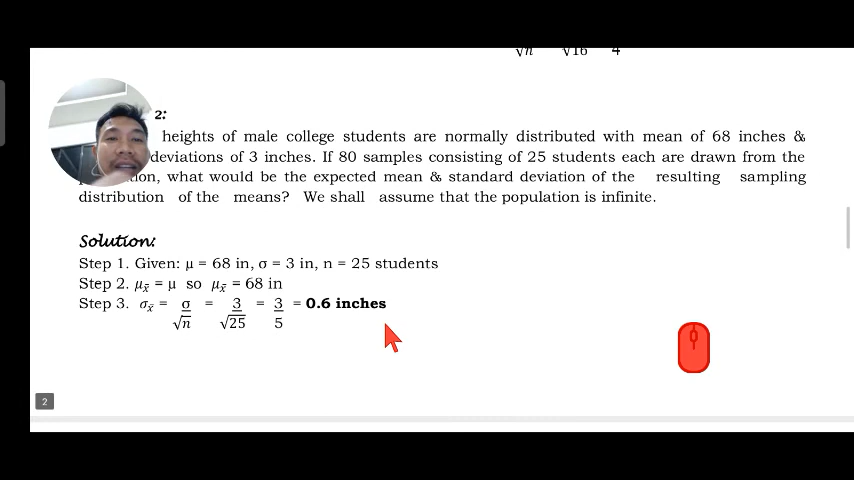 √n √16 4
2:
heights of male college students are normally distributed with mean of 68 inches &
deviations of 3 inches. If 80 samples consisting of 25 students each are drawn from the
what would be the expected mean & standard deviation of the resulting sampling
distribution of the means? We shall assume that the population is infinite.
Solution:
Step 1. Given: μ = 68 in, σ = 3 in, n = 25 students
Step 2. μx̄ = μ so μx̄ = 68 in
Step 3. σx̄ = σ = 3 = 3 = 0.6 inches
√n √25 5
2